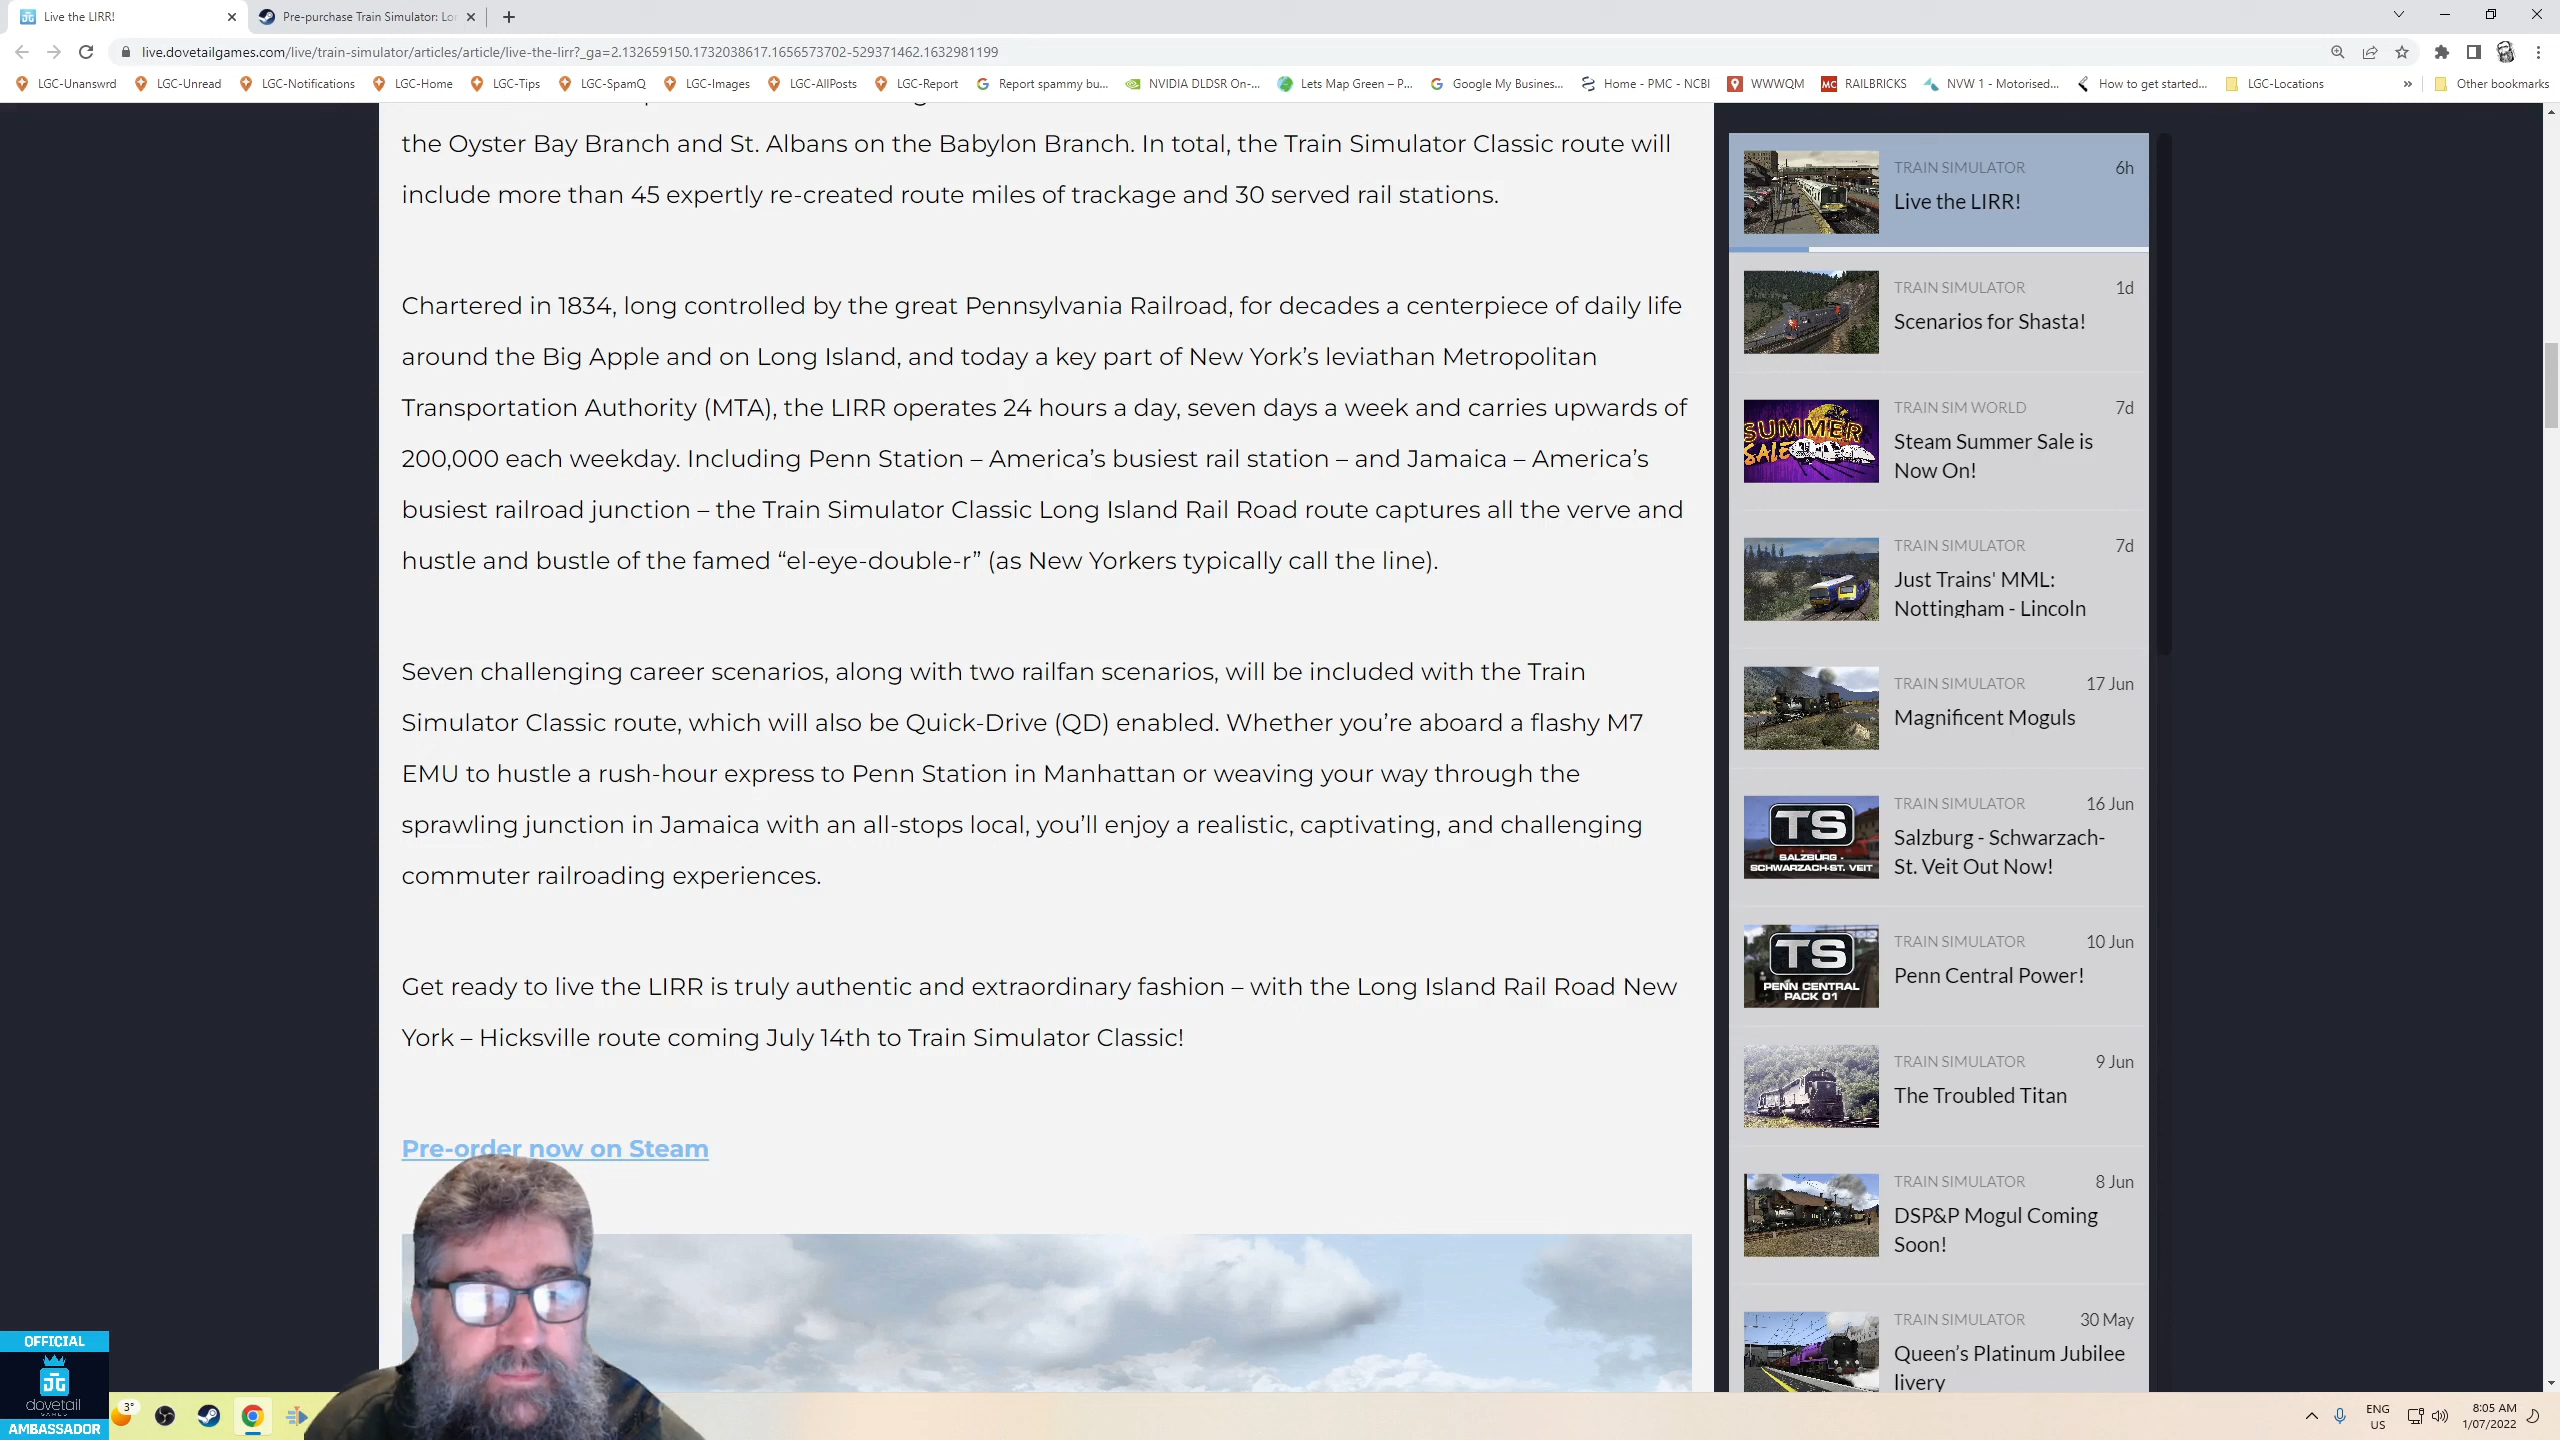 Live the LIRR!
Pre-purchase Train Simulator: Lo
live.dovetailgames.com/live/train-simulator/articles/article/live-the-lirr?_ga=2.132659150.1732038617.1656573702-529371462.1632981199
LGC-Unanswrd
LGC-Unread
LGC-Notifications
LGC-Home
LGC-Tips
LGC-SpamQ
LGC-Images
LGC-AllPosts
LGC-Report
Report spammy bu...
NVIDIA DLDSR On-...
Lets Map Green – P...
Google My Busines...
Home - PMC - NCBI
WWWQM
MC RAILBRICKS
NVW 1 - Motorised...
How to get started...
LGC-Locations
»
Other bookmarks
the Oyster Bay Branch and St. Albans on the Babylon Branch. In total, the Train Simulator Classic route will
include more than 45 expertly re-created route miles of trackage and 30 served rail stations.
Chartered in 1834, long controlled by the great Pennsylvania Railroad, for decades a centerpiece of daily life
around the Big Apple and on Long Island, and today a key part of New York’s leviathan Metropolitan
Transportation Authority (MTA), the LIRR operates 24 hours a day, seven days a week and carries upwards of
200,000 each weekday. Including Penn Station – America’s busiest rail station – and Jamaica – America’s
busiest railroad junction – the Train Simulator Classic Long Island Rail Road route captures all the verve and
hustle and bustle of the famed “el-eye-double-r” (as New Yorkers typically call the line).
Seven challenging career scenarios, along with two railfan scenarios, will be included with the Train
Simulator Classic route, which will also be Quick-Drive (QD) enabled. Whether you’re aboard a flashy M7
EMU to hustle a rush-hour express to Penn Station in Manhattan or weaving your way through the
sprawling junction in Jamaica with an all-stops local, you’ll enjoy a realistic, captivating, and challenging
commuter railroading experiences.
Get ready to live the LIRR is truly authentic and extraordinary fashion – with the Long Island Rail Road New
York – Hicksville route coming July 14th to Train Simulator Classic!
Pre-order now on Steam
TRAIN SIMULATOR 6h
Live the LIRR!
TRAIN SIMULATOR 1d
Scenarios for Shasta!
SUMMER
SALE
TRAIN SIM WORLD 7d
Steam Summer Sale is
Now On!
TRAIN SIMULATOR 7d
Just Trains' MML:
Nottingham - Lincoln
TRAIN SIMULATOR 17 Jun
Magnificent Moguls
TS
SALZBURG -
SCHWARZACH-ST. VEIT
TRAIN SIMULATOR 16 Jun
Salzburg - Schwarzach-
St. Veit Out Now!
TS
PENN CENTRAL
PACK 01
TRAIN SIMULATOR 10 Jun
Penn Central Power!
TRAIN SIMULATOR 9 Jun
The Troubled Titan
TRAIN SIMULATOR 8 Jun
DSP&P Mogul Coming
Soon!
TRAIN SIMULATOR 30 May
Queen’s Platinum Jubilee
livery
OFFICIAL
dovetail
GAMES
AMBASSADOR
3°
ENG
US
8:05 AM
1/07/2022